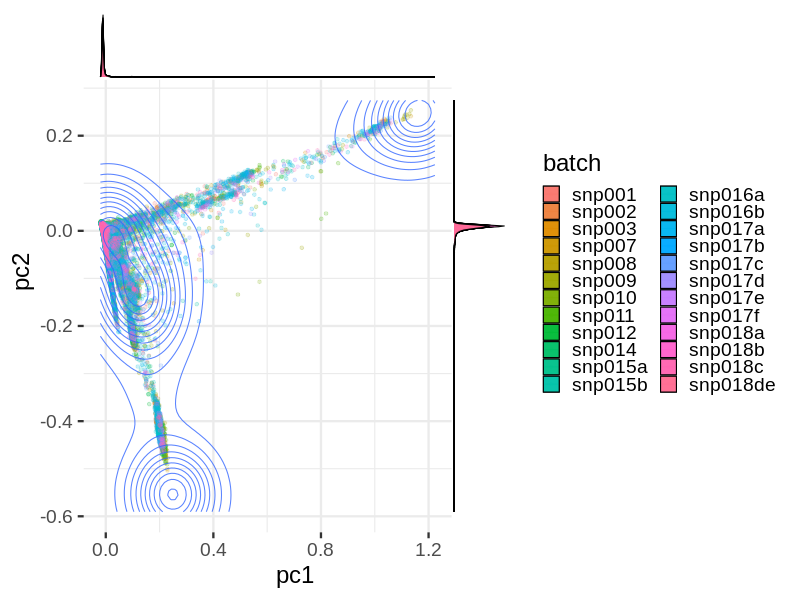 batch
snp001
snp002
snp003
snp007
snp008
snp009
snp010
snp011
snp012
snp014
snp015a
snp015b
snp016a
snp016b
snp017a
snp017b
snp017c
snp017d
snp017e
snp017f
snp018a
snp018b
snp018c
snp018de
pc2
0.2
0.0
-0.2
-0.4
-0.6
0.0 0.4 0.8 1.2
pc1